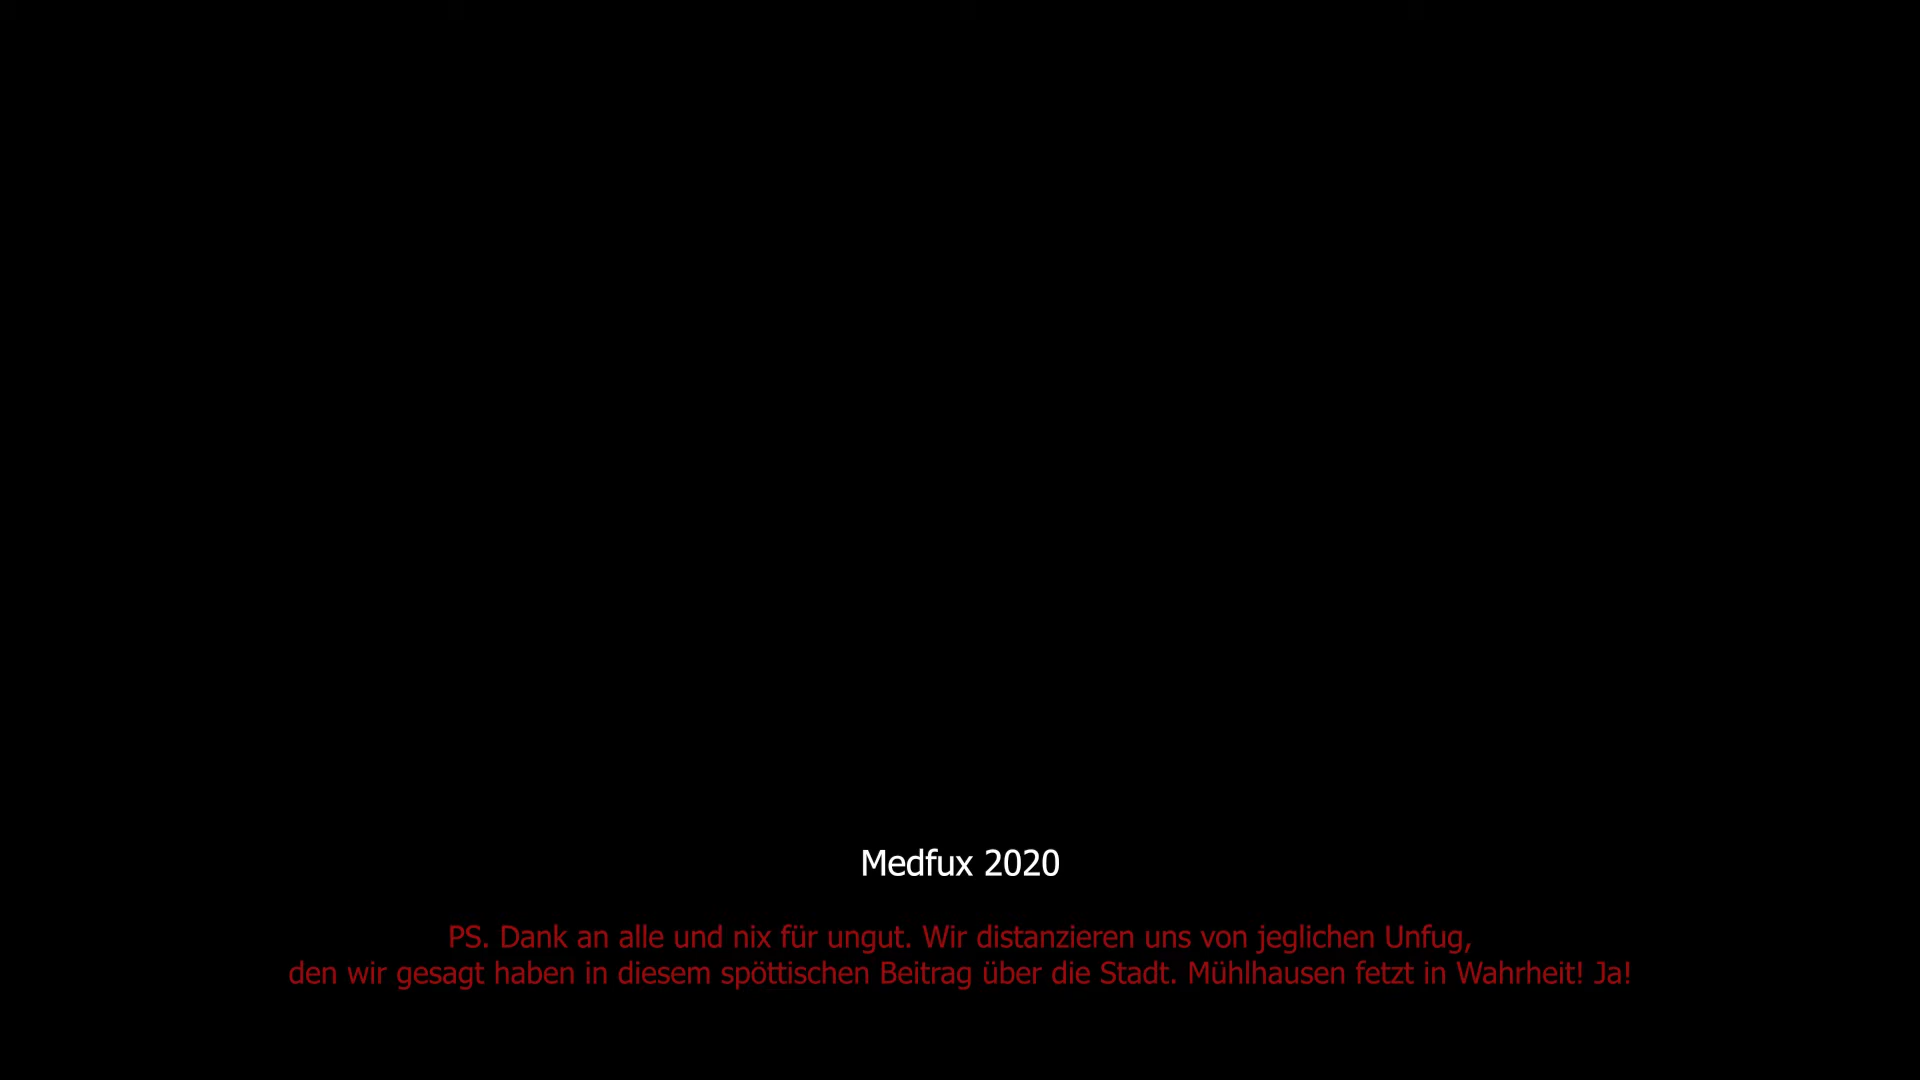 Medfux 2020
PS. Dank an alle und nix für ungut. Wir distanzieren uns von jeglichen Unfug,
den wir gesagt haben in diesem spöttischen Beitrag über die Stadt. Mühlhausen fetzt in Wahrheit! Ja!